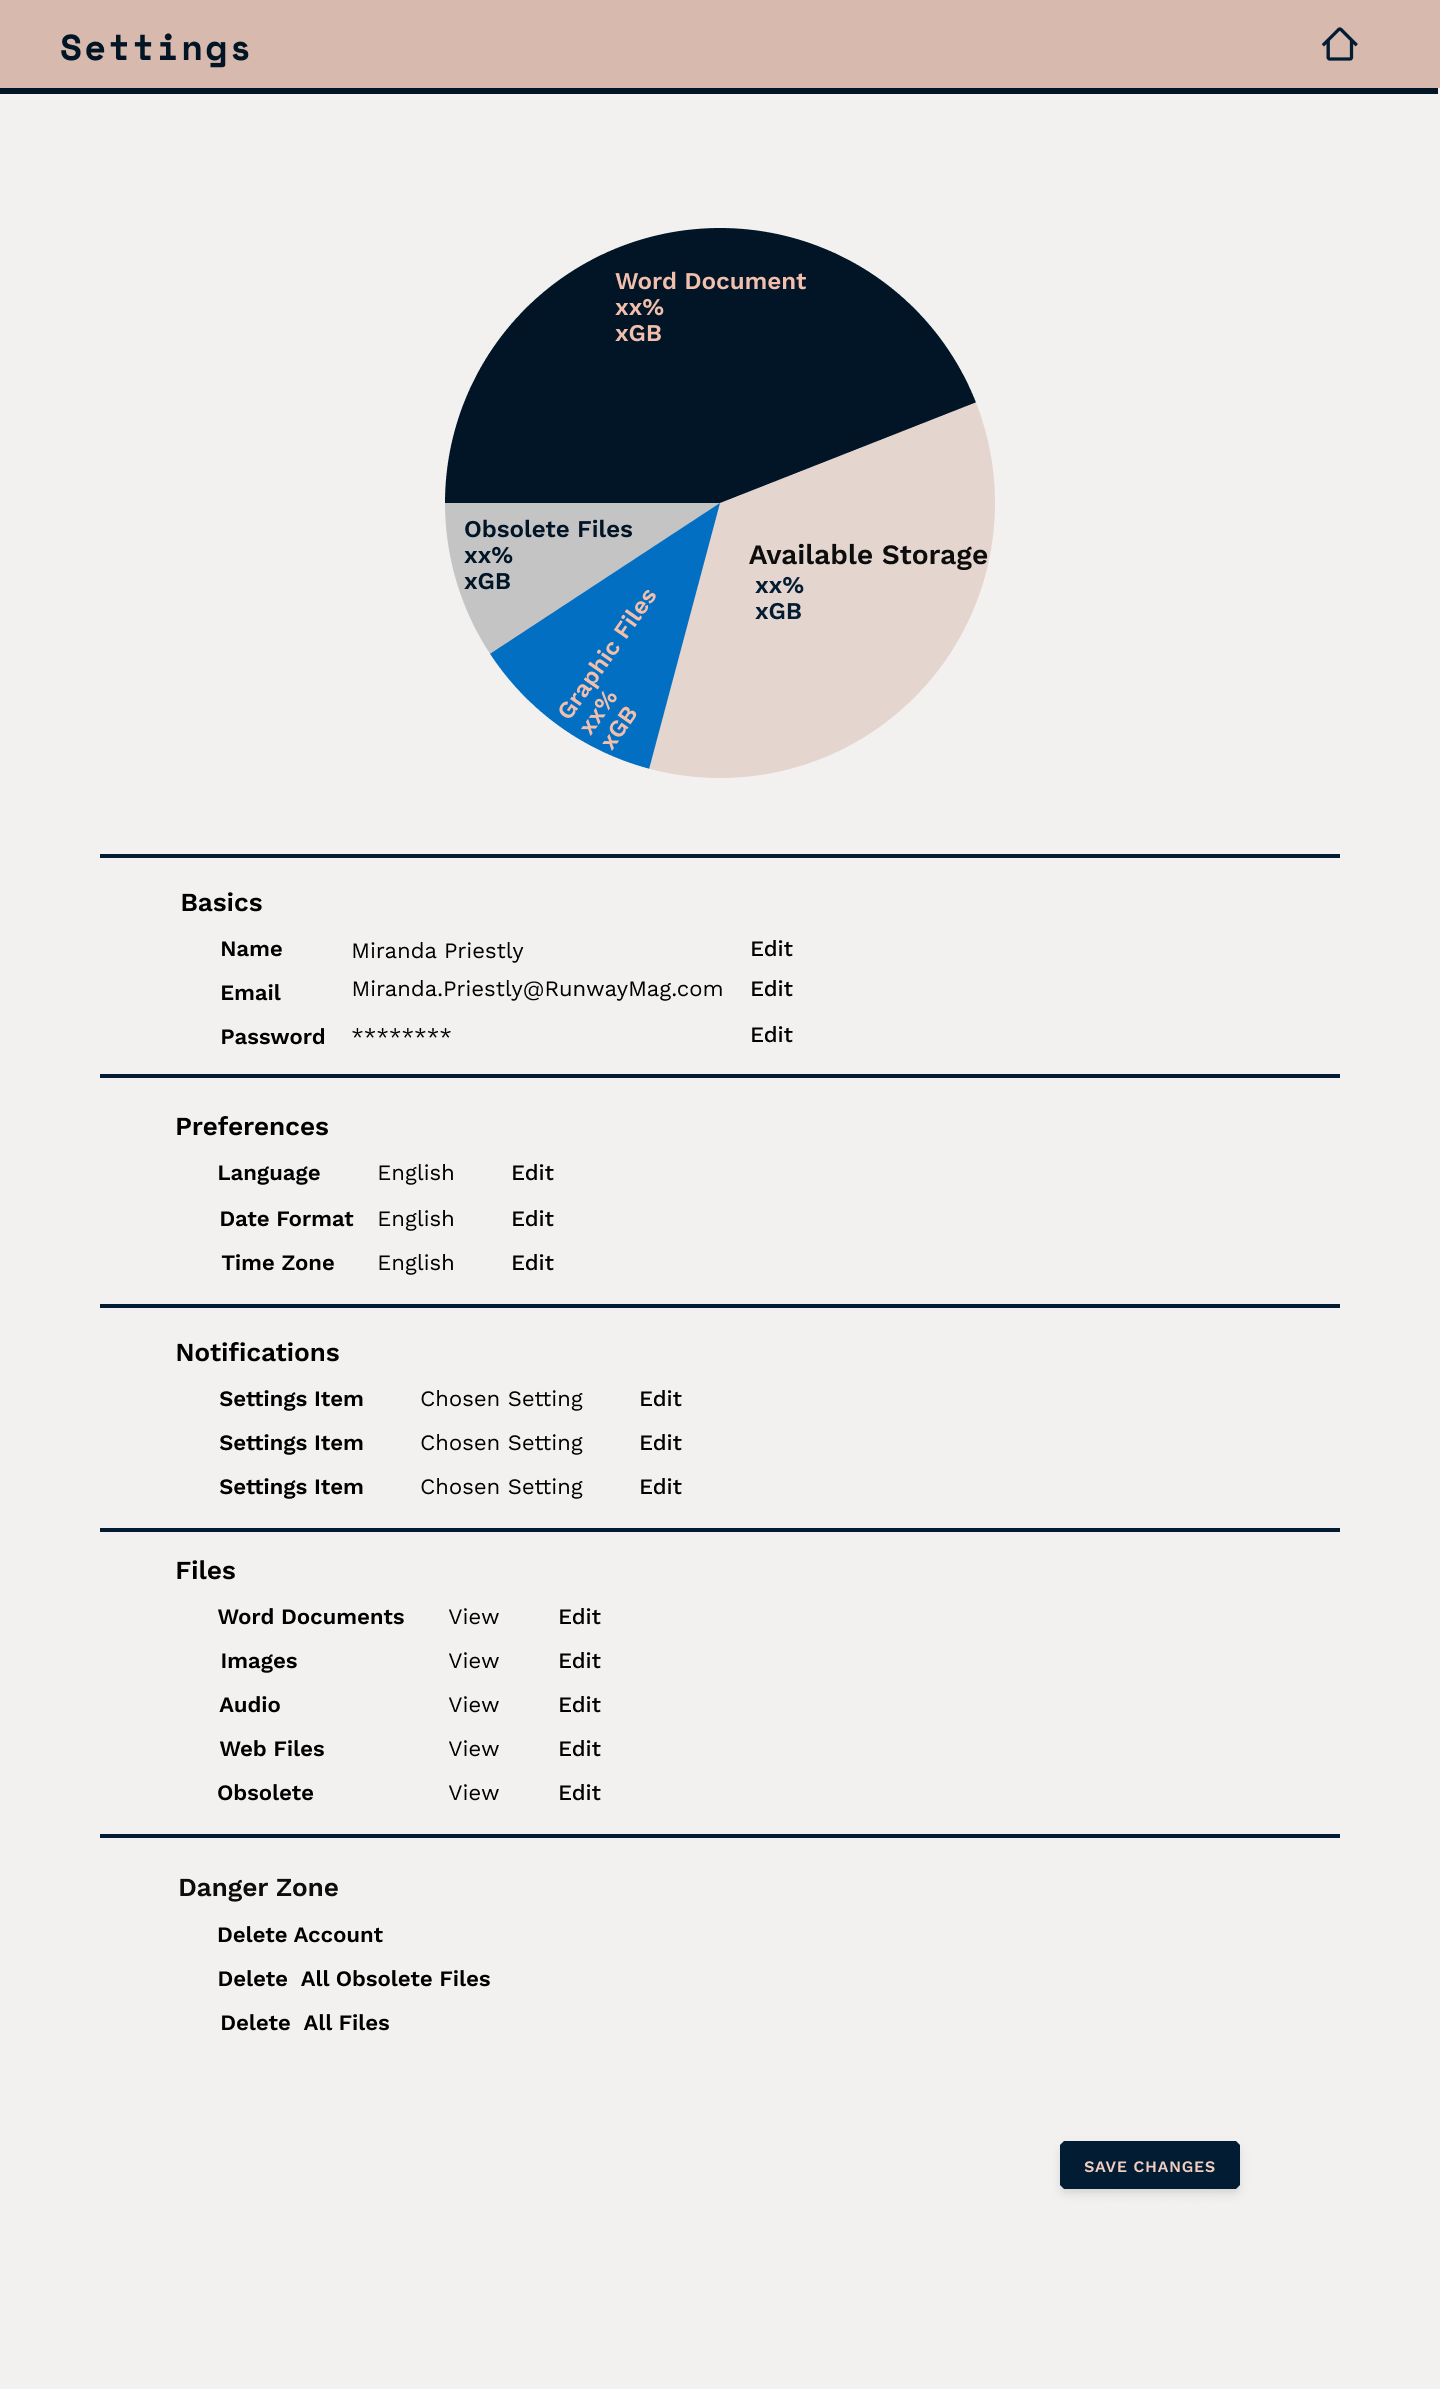 Settings
Word Document
xx%
xGB
Obsolete Files
xx%
xGB
Available Storage
xx%
xGB
Graphic Files
xx%
xGB
Basics
Name Miranda Priestly Edit
Email Miranda.Priestly@RunwayMag.com Edit
Password ******** Edit
Preferences
Language English Edit
Date Format English Edit
Time Zone English Edit
Notifications
Settings Item Chosen Setting Edit
Settings Item Chosen Setting Edit
Settings Item Chosen Setting Edit
Files
Word Documents View Edit
Images View Edit
Audio View Edit
Web Files View Edit
Obsolete View Edit
Danger Zone
Delete Account
Delete All Obsolete Files
Delete All Files
SAVE CHANGES